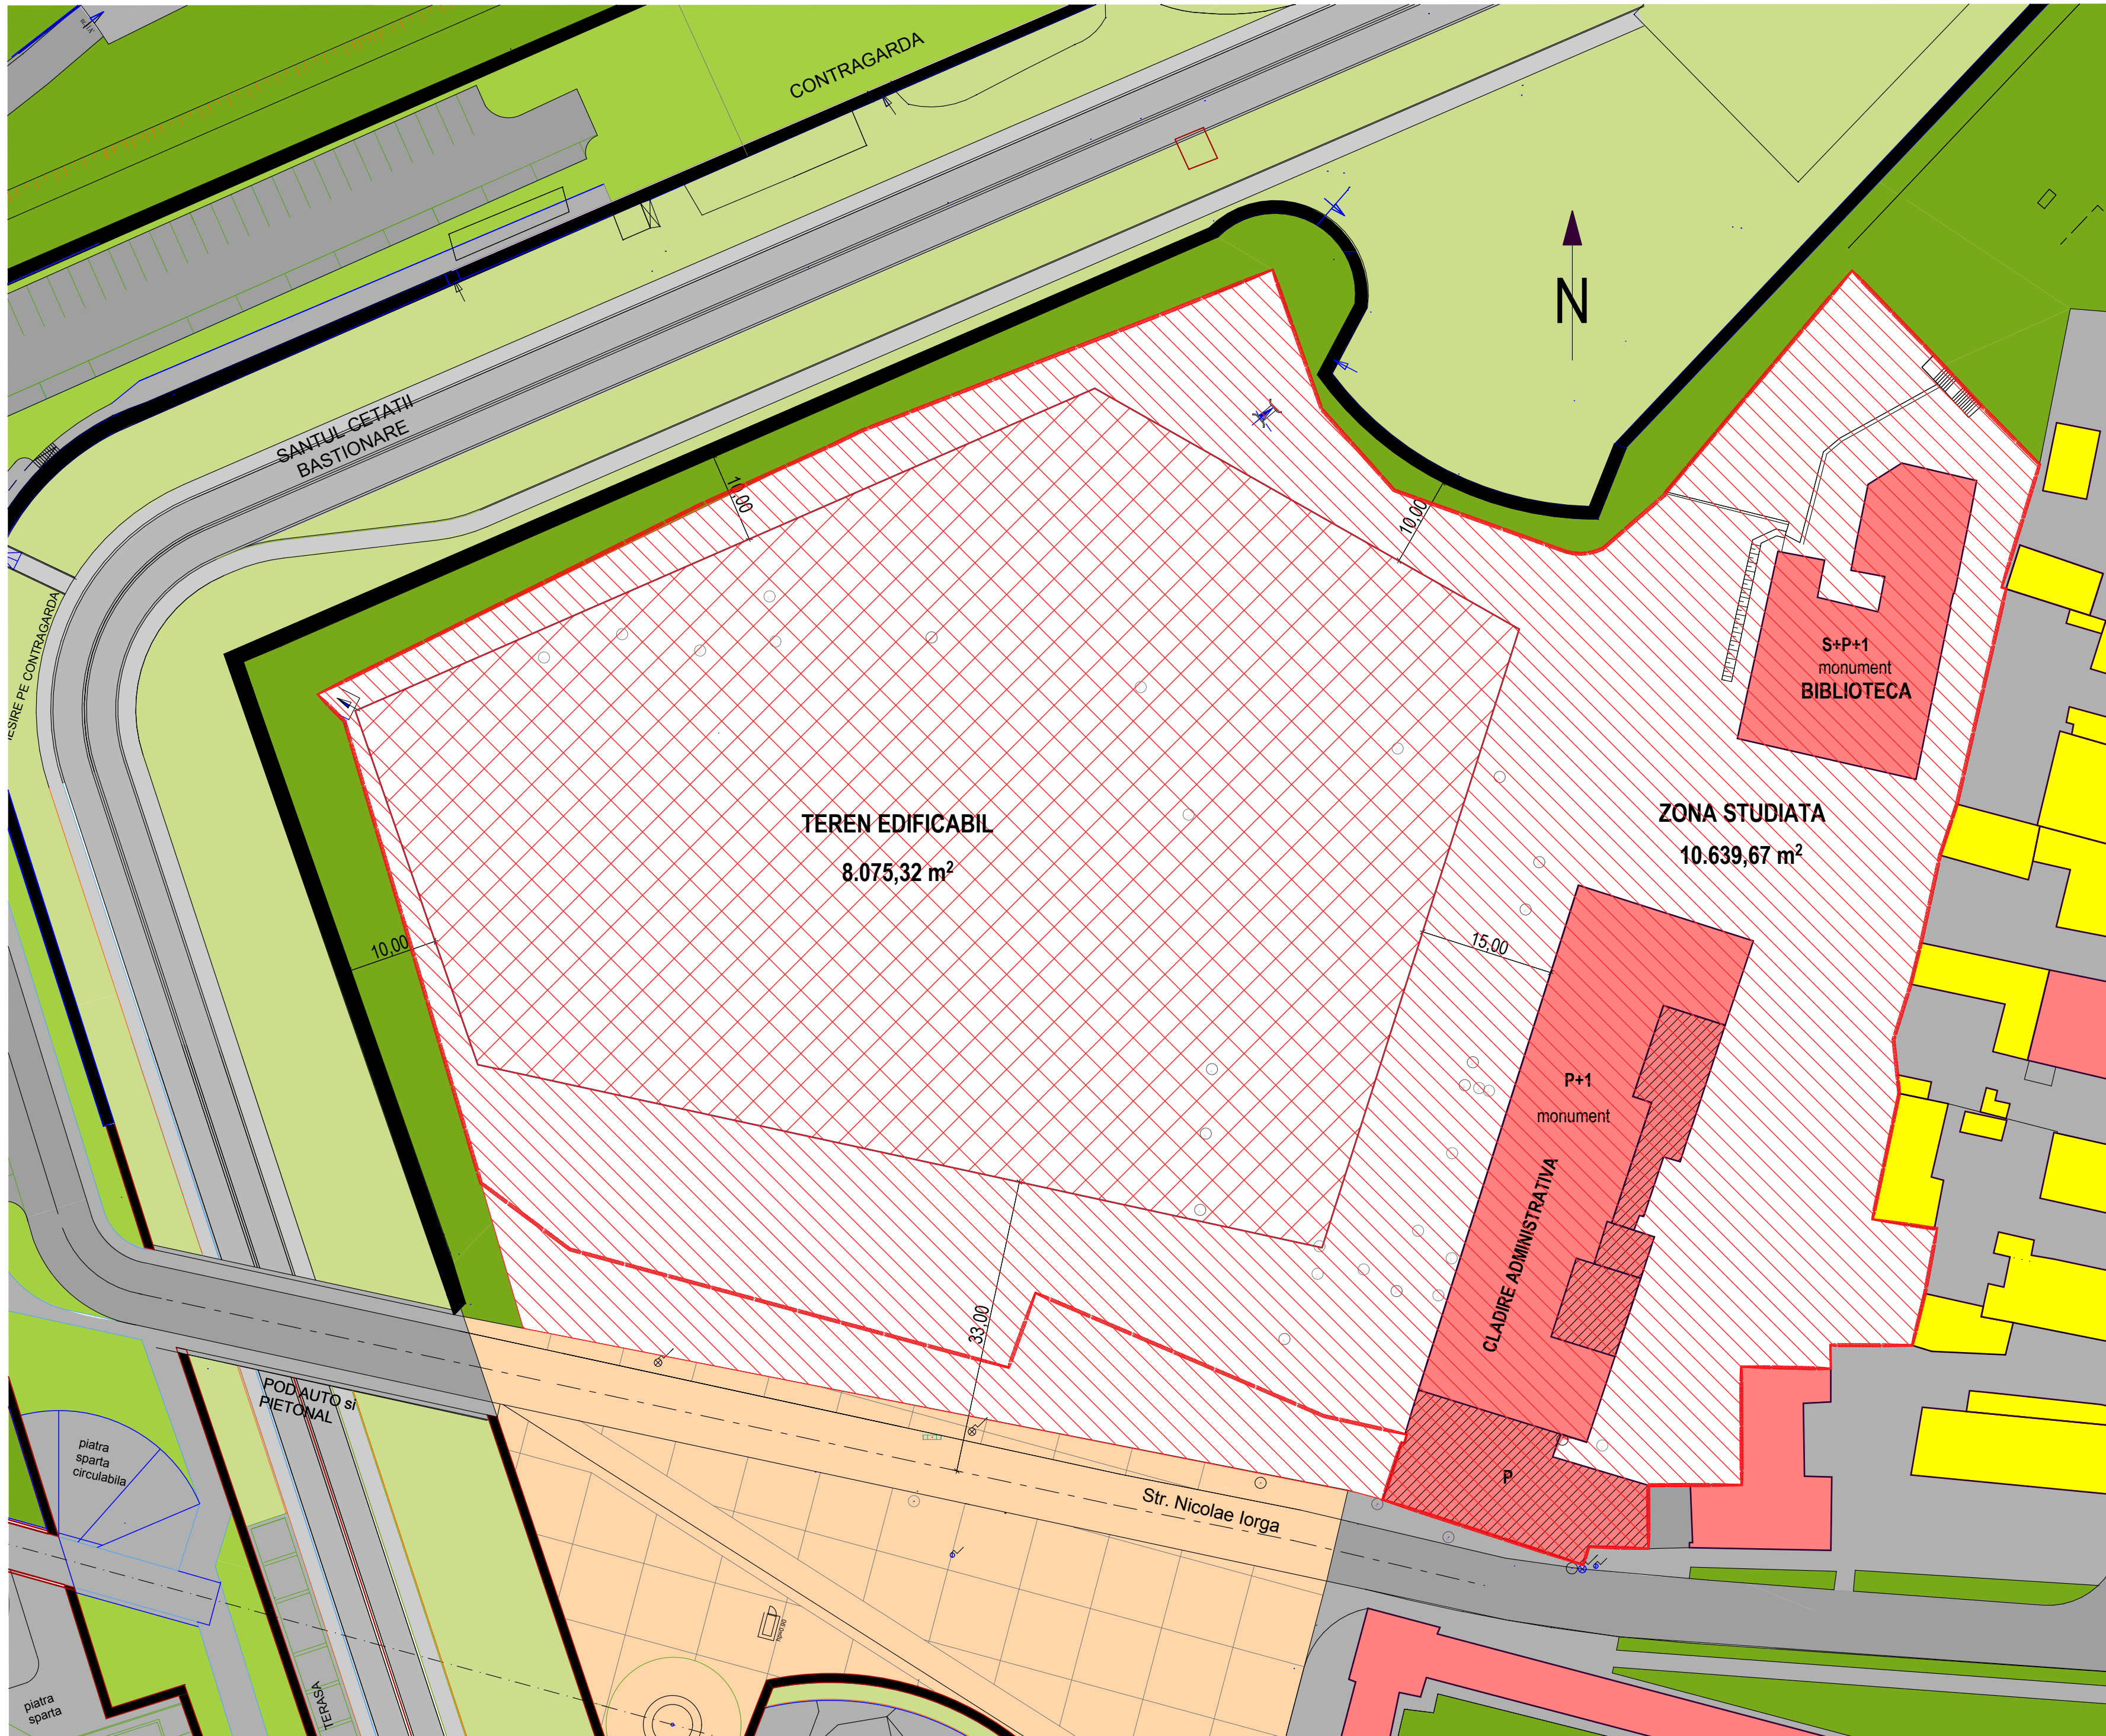 CONTRAGARDA
N
SANTUL CETATII
BASTIONARE
10,00
10,00
IESIRE PE CONTRAGARDA
S+P+1
monument
BIBLIOTECA
TEREN EDIFICABIL
8.075,32 m²
ZONA STUDIATA
10.639,67 m²
10,00
15,00
P+1
monument
CLADIRE ADMINISTRATIVA
33,00
POD AUTO si
PIETONAL
piatra
sparta
circulabila
P
Str. Nicolae Iorga
TERASA
piatra
sparta